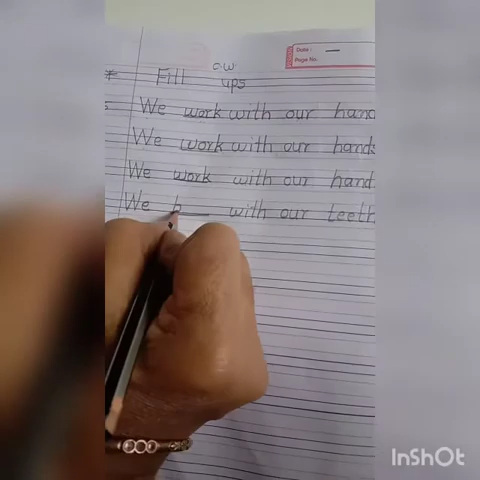 Date:
Page No.
c.w.
Fill ups
We work with our hand
We work with our hands
We work with our hand
We b with our teeth
InShOt